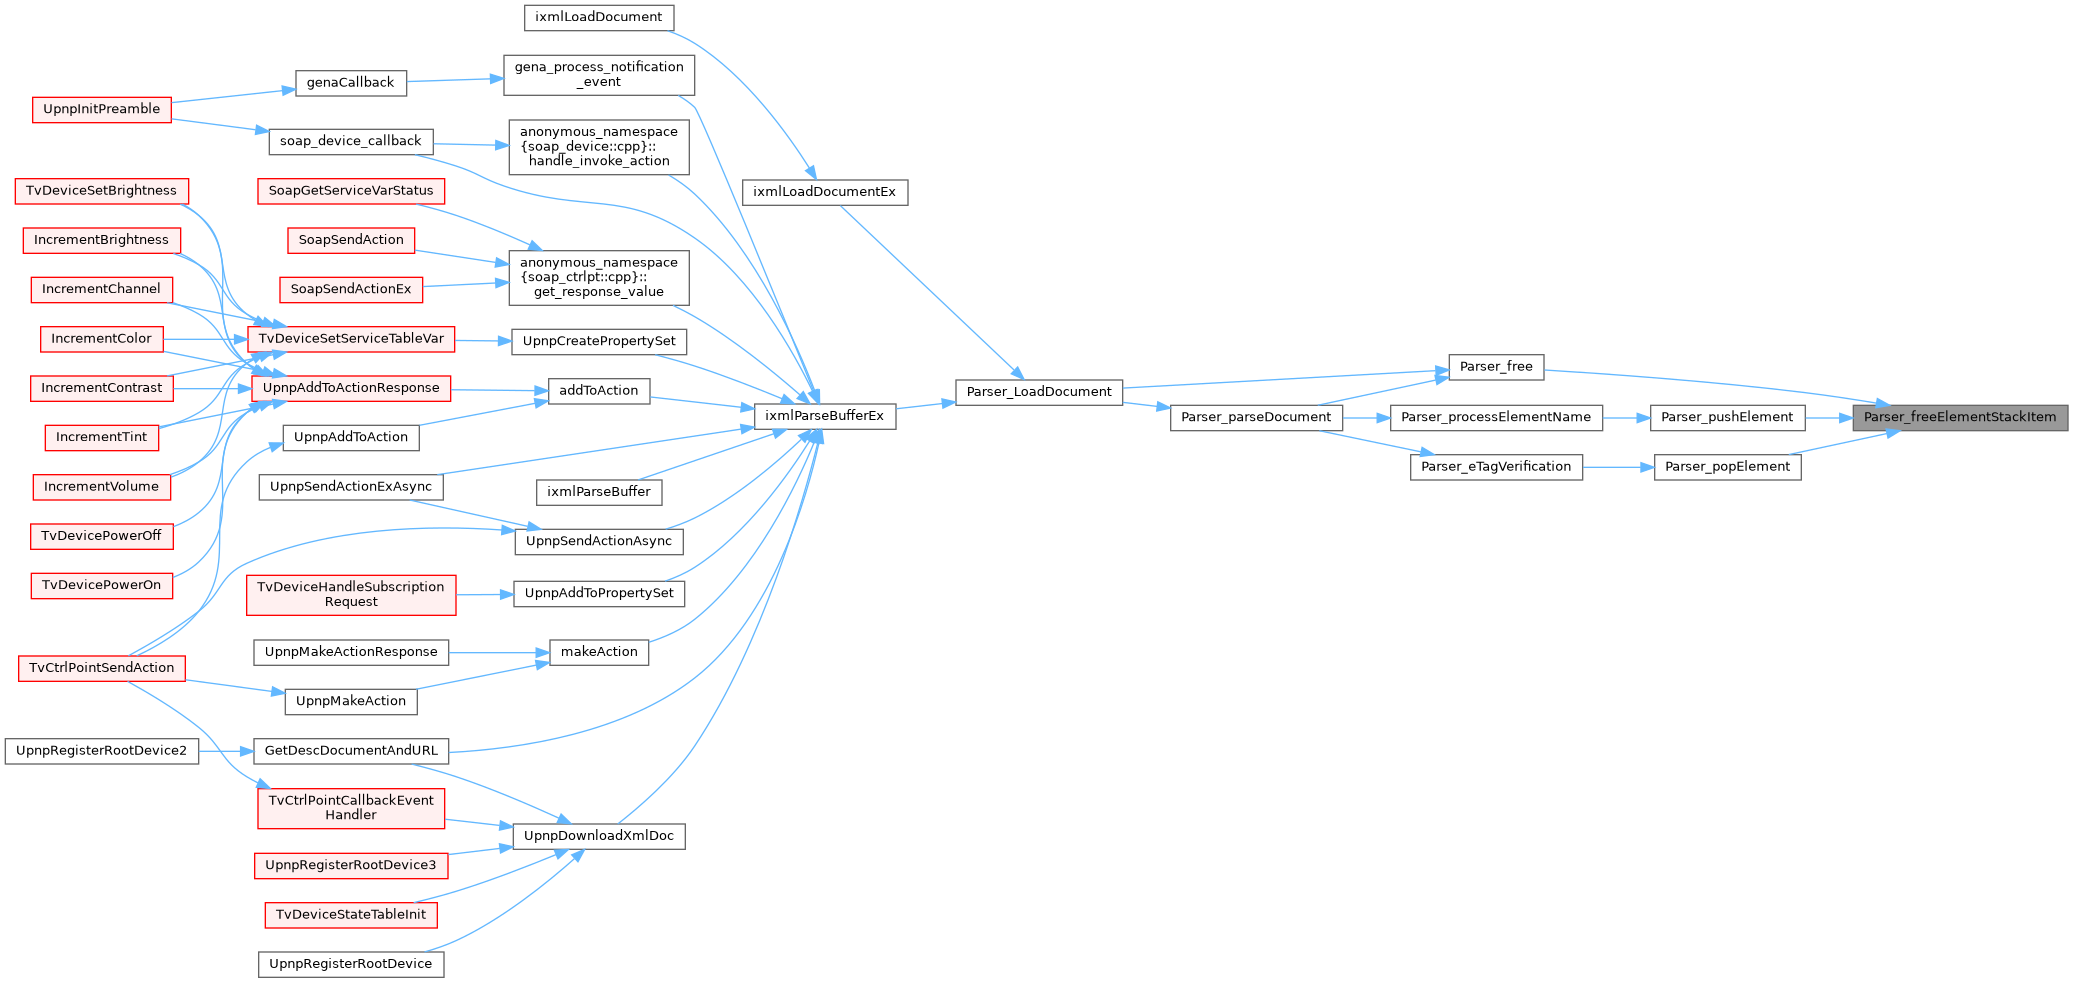 ixmlLoadDocument
gena_process_notification
_event
genaCallback
UpnpInitPreamble
anonymous_namespace
{soap_device::cpp}::
handle_invoke_action
soap_device_callback
TvDeviceSetBrightness
SoapGetServiceVarStatus
ixmlLoadDocumentEx
IncrementBrightness
SoapSendAction
anonymous_namespace
{soap_ctrlpt::cpp}::
get_response_value
IncrementChannel
SoapSendActionEx
IncrementColor
TvDeviceSetServiceTableVar
UpnpCreatePropertySet
Parser_free
IncrementContrast
UpnpAddToActionResponse
addToAction
Parser_LoadDocument
ixmlParseBufferEx
Parser_parseDocument
Parser_processElementName
Parser_pushElement
Parser_freeElementStackItem
IncrementTint
UpnpAddToAction
Parser_eTagVerification
Parser_popElement
IncrementVolume
UpnpSendActionExAsync
ixmlParseBuffer
TvDevicePowerOff
UpnpSendActionAsync
TvDevicePowerOn
TvDeviceHandleSubscription
Request
UpnpAddToPropertySet
TvCtrlPointSendAction
UpnpMakeActionResponse
makeAction
UpnpMakeAction
UpnpRegisterRootDevice2
GetDescDocumentAndURL
TvCtrlPointCallbackEvent
Handler
UpnpDownloadXmlDoc
UpnpRegisterRootDevice3
TvDeviceStateTableInit
UpnpRegisterRootDevice